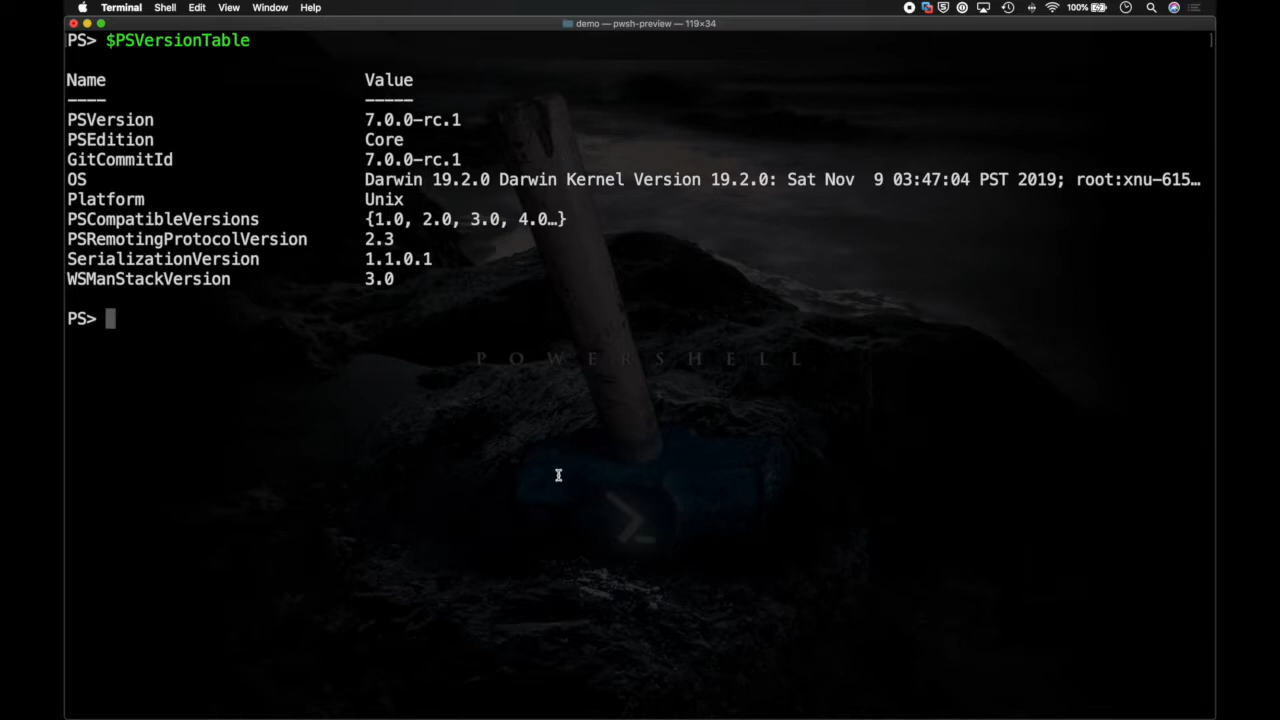 Terminal Shell Edit View Window Help 100%
demo — pwsh-preview — 119×34
PS> $PSVersionTable
Name Value
---- -----
PSVersion 7.0.0-rc.1
PSEdition Core
GitCommitId 7.0.0-rc.1
OS Darwin 19.2.0 Darwin Kernel Version 19.2.0: Sat Nov  9 03:47:04 PST 2019; root:xnu-615…
Platform Unix
PSCompatibleVersions {1.0, 2.0, 3.0, 4.0…}
PSRemotingProtocolVersion 2.3
SerializationVersion 1.1.0.1
WSManStackVersion 3.0
PS>
POWERSHELL